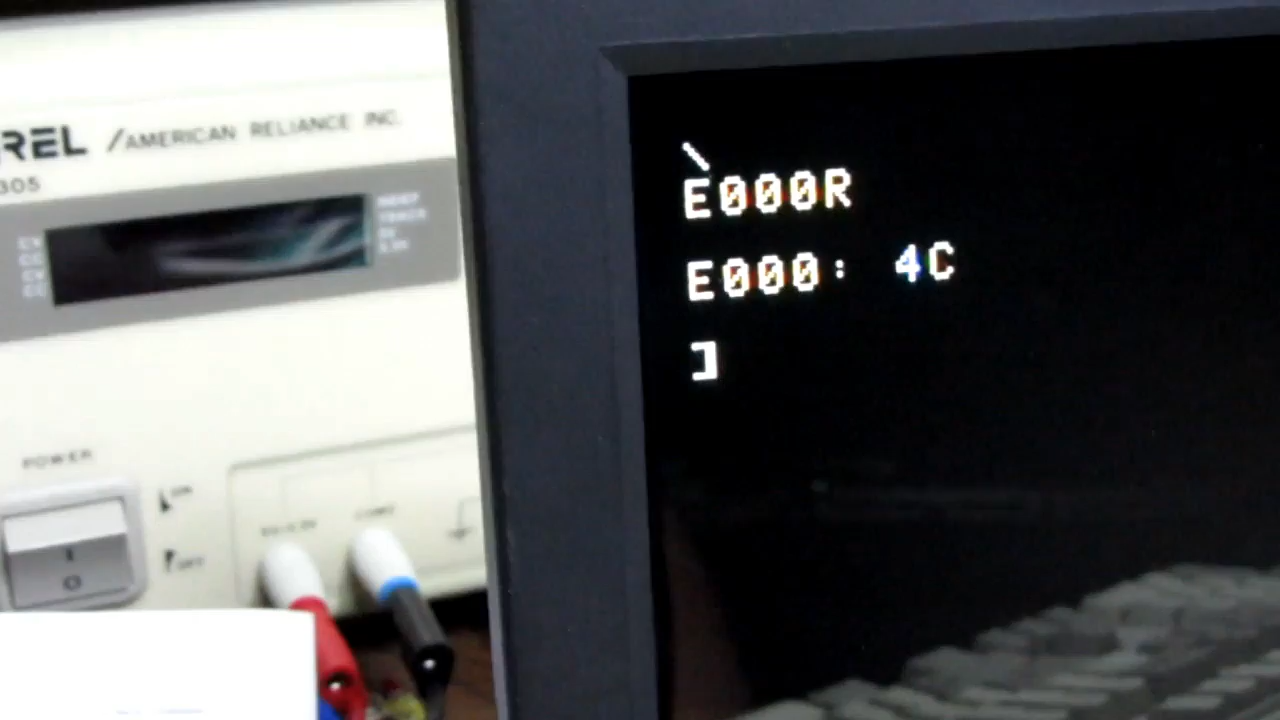 REL /AMERICAN RELIANCE INC.
305
POWER
I
O
\
E000R
E000: 4C
]